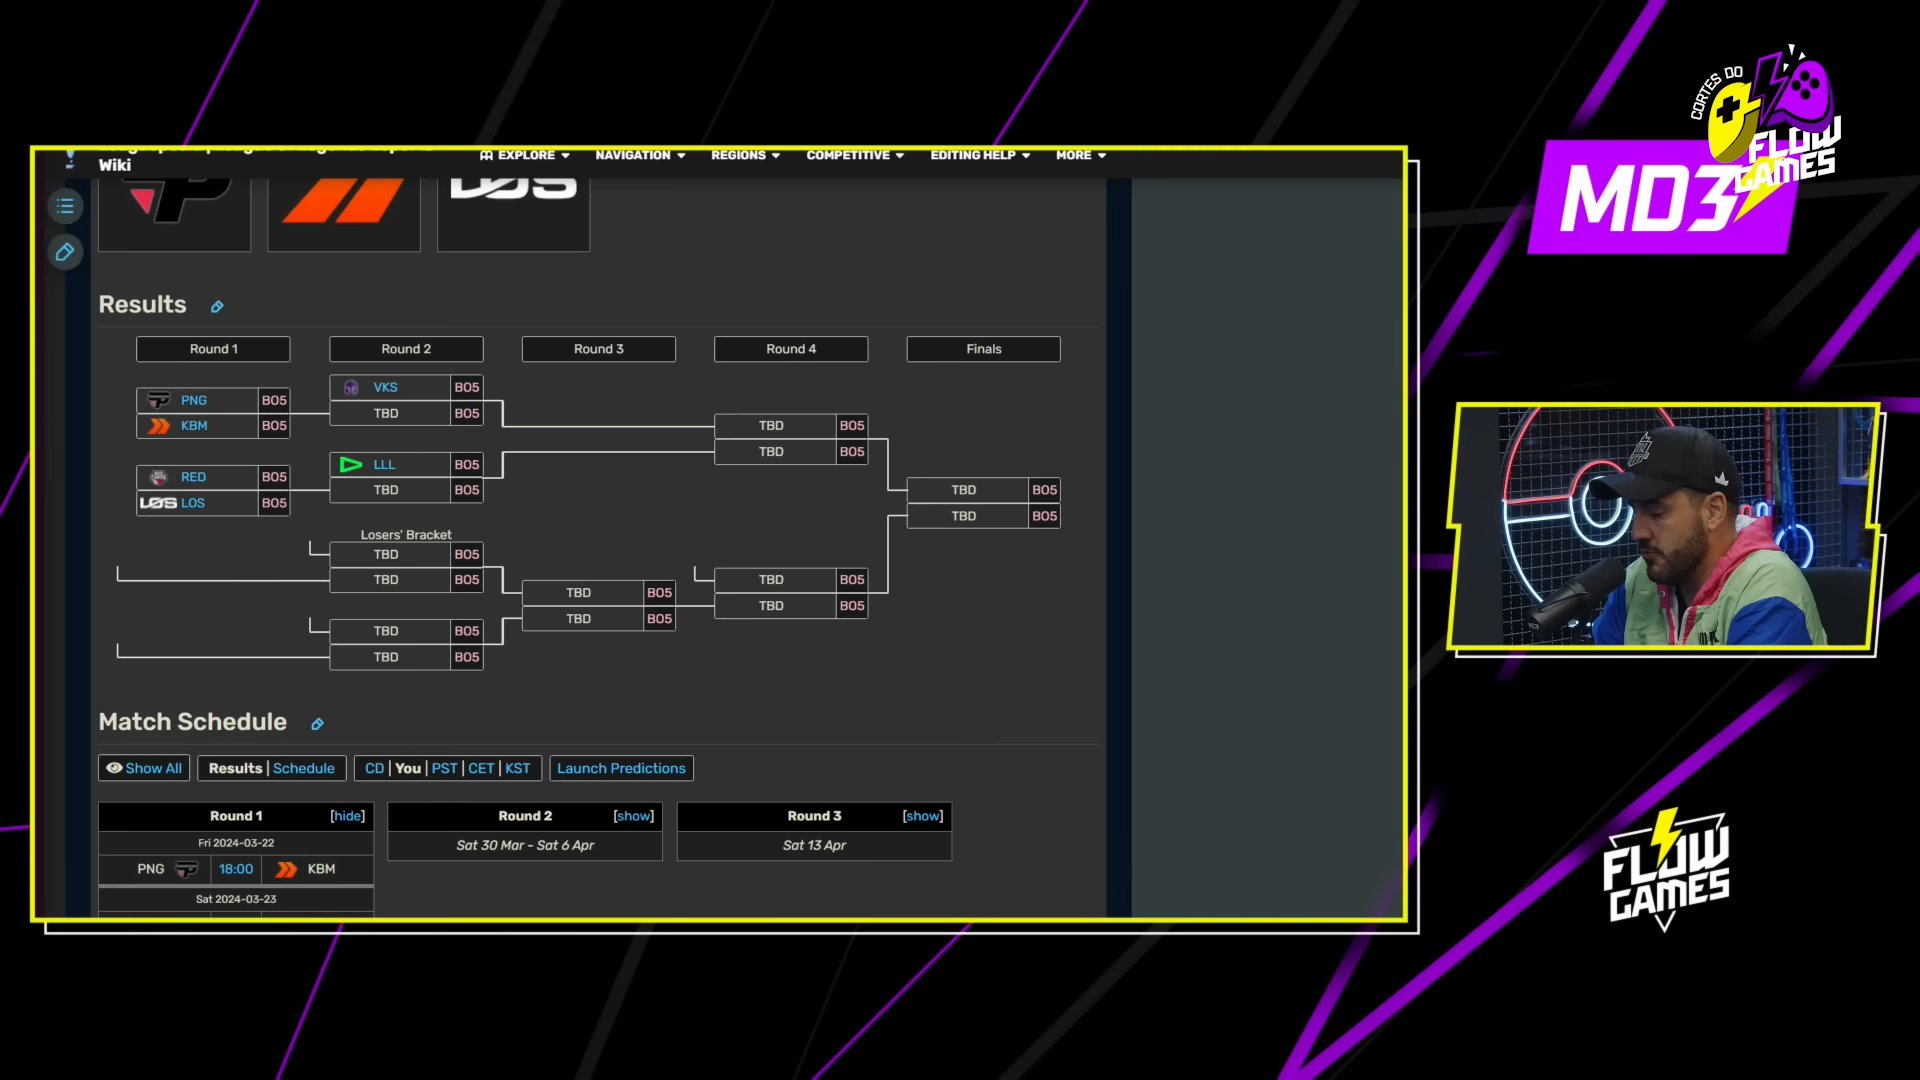 Wiki
EXPLORE NAVIGATION REGIONS COMPETITIVE EDITING HELP MORE
LOS
Results
Round 1 Round 2 Round 3 Round 4 Finals
PNG BO5
KBM BO5
RED BO5
LOS LOS BO5
VKS BO5
TBD BO5
LLL BO5
TBD BO5
Losers' Bracket
TBD BO5
TBD BO5
TBD BO5
TBD BO5
TBD BO5
TBD BO5
TBD BO5
TBD BO5
TBD BO5
TBD BO5
TBD BO5
TBD BO5
Match Schedule
Show All Results | Schedule CD | You | PST | CET | KST Launch Predictions
Round 1 [hide]
Fri 2024-03-22
PNG 18:00 KBM
Sat 2024-03-23
Round 2 [show]
Sat 30 Mar - Sat 6 Apr
Round 3 [show]
Sat 13 Apr
CORTES DO
FLOW
GAMES
MD3
FLOW
GAMES